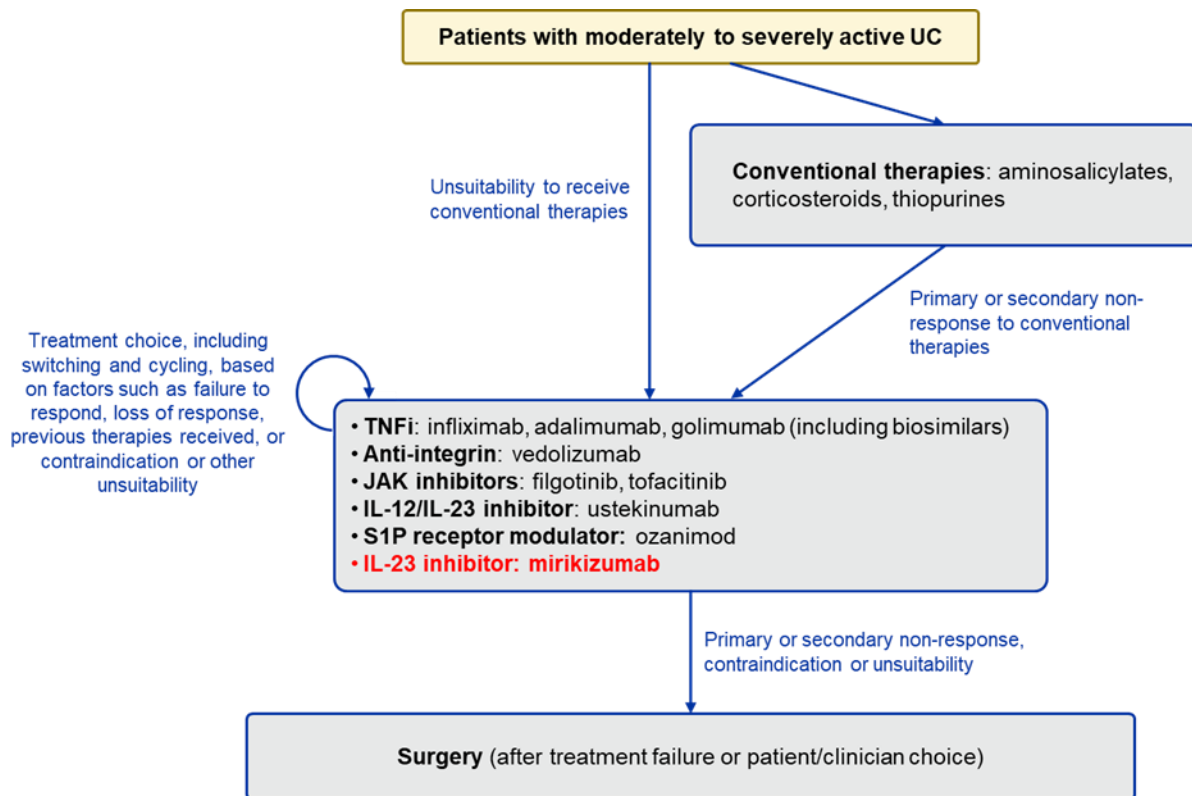 Patients with moderately to severely active UC
Unsuitability to receive
conventional therapies
Conventional therapies: aminosalicylates,
corticosteroids, thiopurines
Primary or secondary non-
response to conventional
therapies
Treatment choice, including
switching and cycling, based
on factors such as failure to
respond, loss of response,
previous therapies received, or
contraindication or other
unsuitability
• TNFi: infliximab, adalimumab, golimumab (including biosimilars)
• Anti-integrin: vedolizumab
• JAK inhibitors: filgotinib, tofacitinib
• IL-12/IL-23 inhibitor: ustekinumab
• S1P receptor modulator: ozanimod
• IL-23 inhibitor: mirikizumab
Primary or secondary non-response,
contraindication or unsuitability
Surgery (after treatment failure or patient/clinician choice)